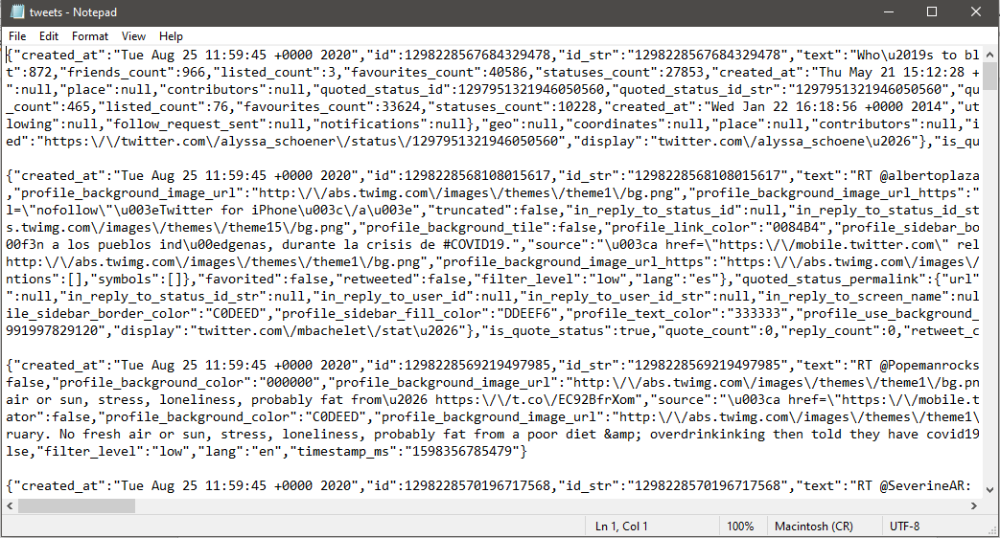 tweets - Notepad
File Edit Format View Help
{"created_at":"Tue Aug 25 11:59:45 +0000 2020","id":1298228567684329478,"id_str":"1298228567684329478","text":"Who\u2019s to bl
t":872,"friends_count":966,"listed_count":3,"favourites_count":40586,"statuses_count":27853,"created_at":"Thu May 21 15:12:28 +
":null,"place":null,"contributors":null,"quoted_status_id":1297951321946050560,"quoted_status_id_str":"1297951321946050560","qu
_count":465,"listed_count":76,"favourites_count":33624,"statuses_count":10228,"created_at":"Wed Jan 22 16:18:56 +0000 2014","ut
lowing":null,"follow_request_sent":null,"notifications":null},"geo":null,"coordinates":null,"place":null,"contributors":null,"i
ed":"https:\/\/twitter.com\/alyssa_schoener\/status\/1297951321946050560","display":"twitter.com\/alyssa_schoene\u2026"},"is_qu
{"created_at":"Tue Aug 25 11:59:45 +0000 2020","id":1298228568108015617,"id_str":"1298228568108015617","text":"RT @albertoplaza
,"profile_background_image_url":"http:\/\/abs.twimg.com\/images\/themes\/theme1\/bg.png","profile_background_image_url_https":"
l=\"nofollow\"\u003eTwitter for iPhone\u003c\/a\u003e","truncated":false,"in_reply_to_status_id":null,"in_reply_to_status_id_st
s.twimg.com\/images\/themes\/theme15\/bg.png","profile_background_tile":false,"profile_link_color":"0084B4","profile_sidebar_bo
00f3n a los pueblos ind\u00edgenas, durante la crisis de #COVID19.","source":"\u003ca href=\"https:\/\/mobile.twitter.com\" rel
http:\/\/abs.twimg.com\/images\/themes\/theme1\/bg.png","profile_background_image_url_https":"https:\/\/abs.twimg.com\/images\/
ntions":[],"symbols":[]},"favorited":false,"retweeted":false,"filter_level":"low","lang":"es"},"quoted_status_permalink":{"url"
":null,"in_reply_to_status_id_str":null,"in_reply_to_user_id":null,"in_reply_to_user_id_str":null,"in_reply_to_screen_name":nul
ile_sidebar_border_color":"C0DEED","profile_sidebar_fill_color":"DDEEF6","profile_text_color":"333333","profile_use_background_
991997829120","display":"twitter.com\/mbachelet\/stat\u2026"},"is_quote_status":true,"quote_count":0,"reply_count":0,"retweet_c
{"created_at":"Tue Aug 25 11:59:45 +0000 2020","id":1298228569219497985,"id_str":"1298228569219497985","text":"RT @Popemanrocks
false,"profile_background_color":"000000","profile_background_image_url":"http:\/\/abs.twimg.com\/images\/themes\/theme1\/bg.pn
air or sun, stress, loneliness, probably fat from\u2026 https:\/\/t.co\/EC92BfrXom","source":"\u003ca href=\"https:\/\/mobile.t
ator":false,"profile_background_color":"C0DEED","profile_background_image_url":"http:\/\/abs.twimg.com\/images\/themes\/theme1\
ruary. No fresh air or sun, stress, loneliness, probably fat from a poor diet &amp; overdrinkinking then told they have covid19
lse,"filter_level":"low","lang":"en","timestamp_ms":"1598356785479"}
{"created_at":"Tue Aug 25 11:59:45 +0000 2020","id":1298228570196717568,"id_str":"1298228570196717568","text":"RT @SeverineAR:
Ln 1, Col 1 100% Macintosh (CR) UTF-8